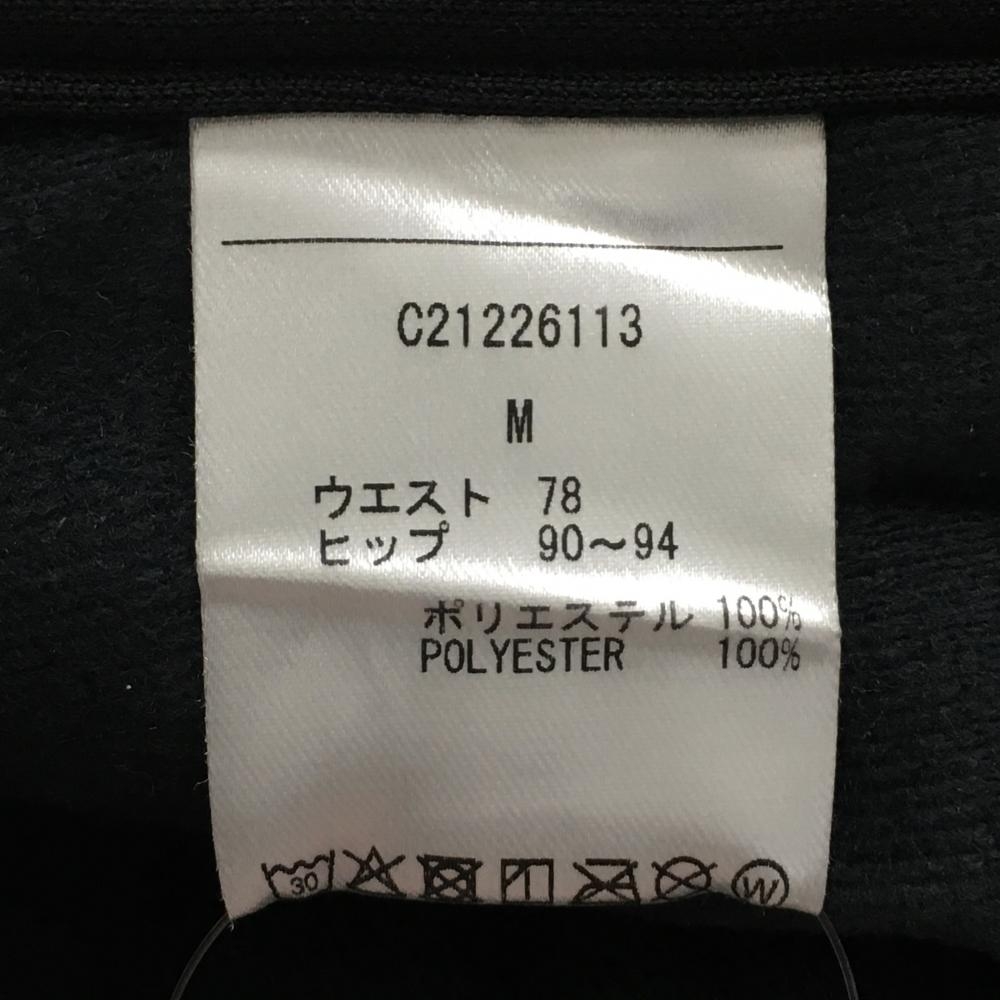 C21226113
M
ウエスト 78
ヒップ 90～94
ポリエステル 100%
POLYESTER 100%
30 W